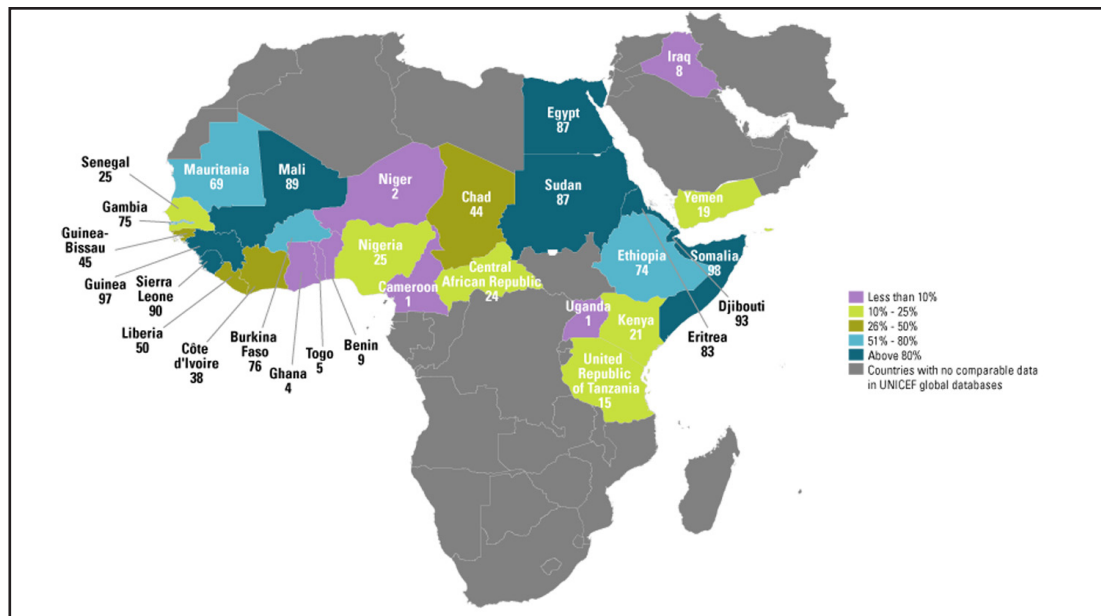 Iraq
8
Egypt
87
Senegal
25
Mauritania
69
Mali
89
Niger
2
Chad
44
Sudan
87
Yemen
19
Gambia
75
Guinea-
Bissau
45
Nigeria
25
Ethiopia
74
Somalia
98
Guinea
97
Sierra
Leone
90
Central
African Republic
24
Cameroon
1
Djibouti
93
Liberia
50
Côte
d'Ivoire
38
Burkina
Faso
76
Ghana
4
Togo
5
Benin
9
Uganda
1
Kenya
21
Eritrea
83
United
Republic
of Tanzania
15
Less than 10%
10% - 25%
26% - 50%
51% - 80%
Above 80%
Countries with no comparable data
in UNICEF global databases